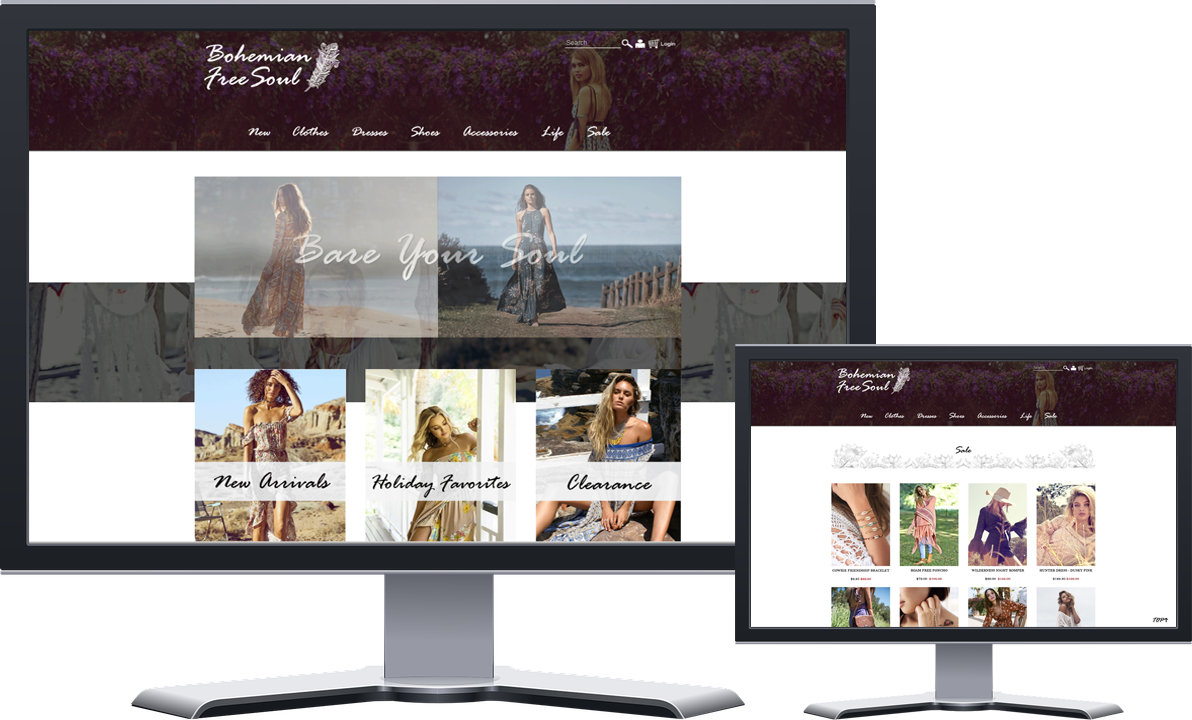 Bohemian
Free Soul
Search
Login
New Clothes Dresses Shoes Accessories Life Sale
Bare Your Soul
New Arrivals
Holiday Favorites
Clearance
Bohemian
Free Soul
Search
Login
New Clothes Dresses Shoes Accessories Life Sale
Sale
COWRIE FRIENDSHIP BRACELET
ROAM FREE PONCHO
WILDERNESS NIGHT ROMPER
HUNTER DRESS - DUSKY PINK